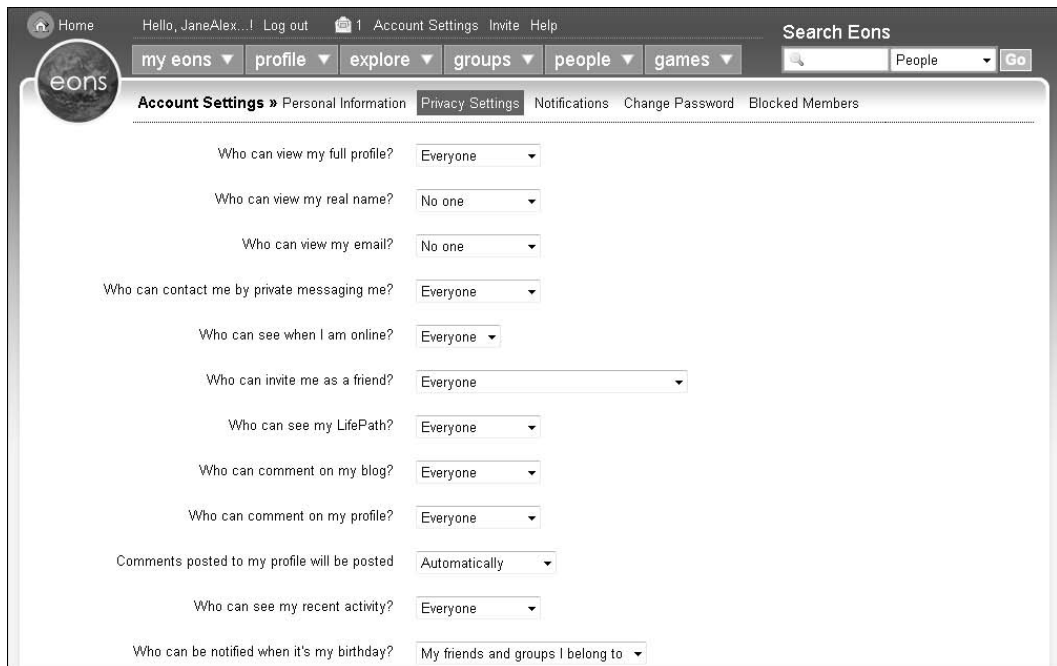 Home Hello, JaneAlex...! Log out 1 Account Settings Invite Help
Search Eons
my eons profile explore groups people games
People Go
eons
Account Settings » Personal Information Privacy Settings Notifications Change Password Blocked Members
Who can view my full profile? Everyone
Who can view my real name? No one
Who can view my email? No one
Who can contact me by private messaging me? Everyone
Who can see when I am online? Everyone
Who can invite me as a friend? Everyone
Who can see my LifePath? Everyone
Who can comment on my blog? Everyone
Who can comment on my profile? Everyone
Comments posted to my profile will be posted Automatically
Who can see my recent activity? Everyone
Who can be notified when it's my birthday? My friends and groups I belong to